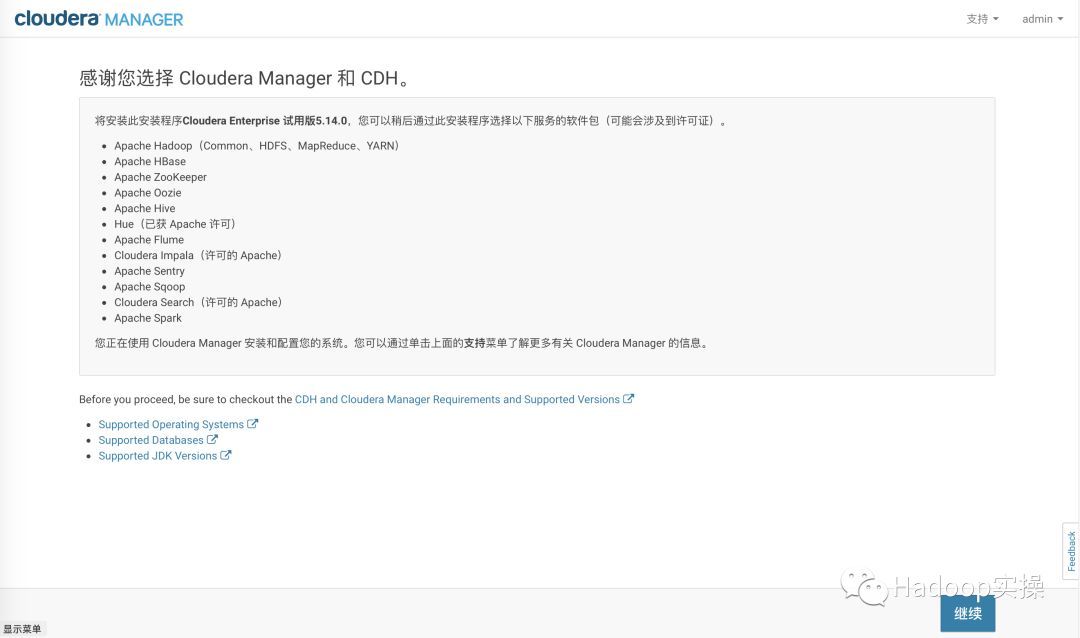 cloudera MANAGER
支持 admin
感谢您选择 Cloudera Manager 和 CDH。
将安装此安装程序Cloudera Enterprise 试用版5.14.0，您可以稍后通过此安装程序选择以下服务的软件包（可能会涉及到许可证）。
Apache Hadoop（Common、HDFS、MapReduce、YARN）
Apache HBase
Apache ZooKeeper
Apache Oozie
Apache Hive
Hue（已获 Apache 许可）
Apache Flume
Cloudera Impala（许可的 Apache）
Apache Sentry
Apache Sqoop
Cloudera Search（许可的 Apache）
Apache Spark
您正在使用 Cloudera Manager 安装和配置您的系统。您可以通过单击上面的支持菜单了解更多有关 Cloudera Manager 的信息。
Before you proceed, be sure to checkout the CDH and Cloudera Manager Requirements and Supported Versions
Supported Operating Systems
Supported Databases
Supported JDK Versions
Feedback
Hadoop实操
继续
显示菜单